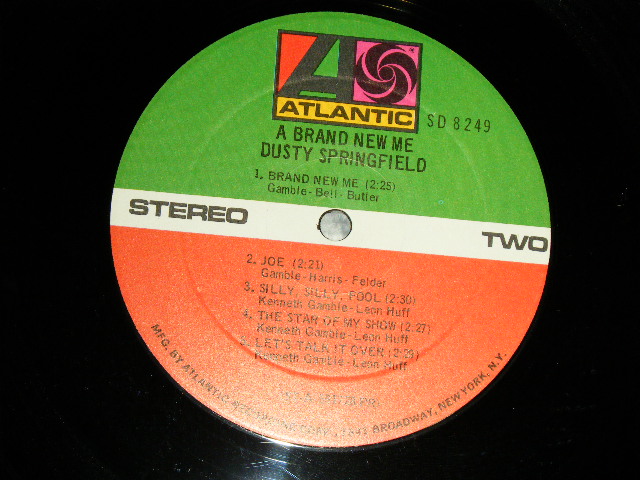 ATLANTIC
SD 8249
A BRAND NEW ME
DUSTY SPRINGFIELD
1. BRAND NEW ME (2:25)
Gamble-Bell-Butler
STEREO
TWO
2. JOE (2:21)
Gamble-Harris-Felder
3. SILLY, SILLY, FOOL (2:30)
Kenneth Gamble-Leon Huff
4. THE STAR OF MY SHOW (2:27)
Kenneth Gamble-Leon Huff
5. LET'S TALK IT OVER
Kenneth Gamble-Leon Huff
MFG. BY ATLANTIC BROADWAY, NEW YORK, N.Y.